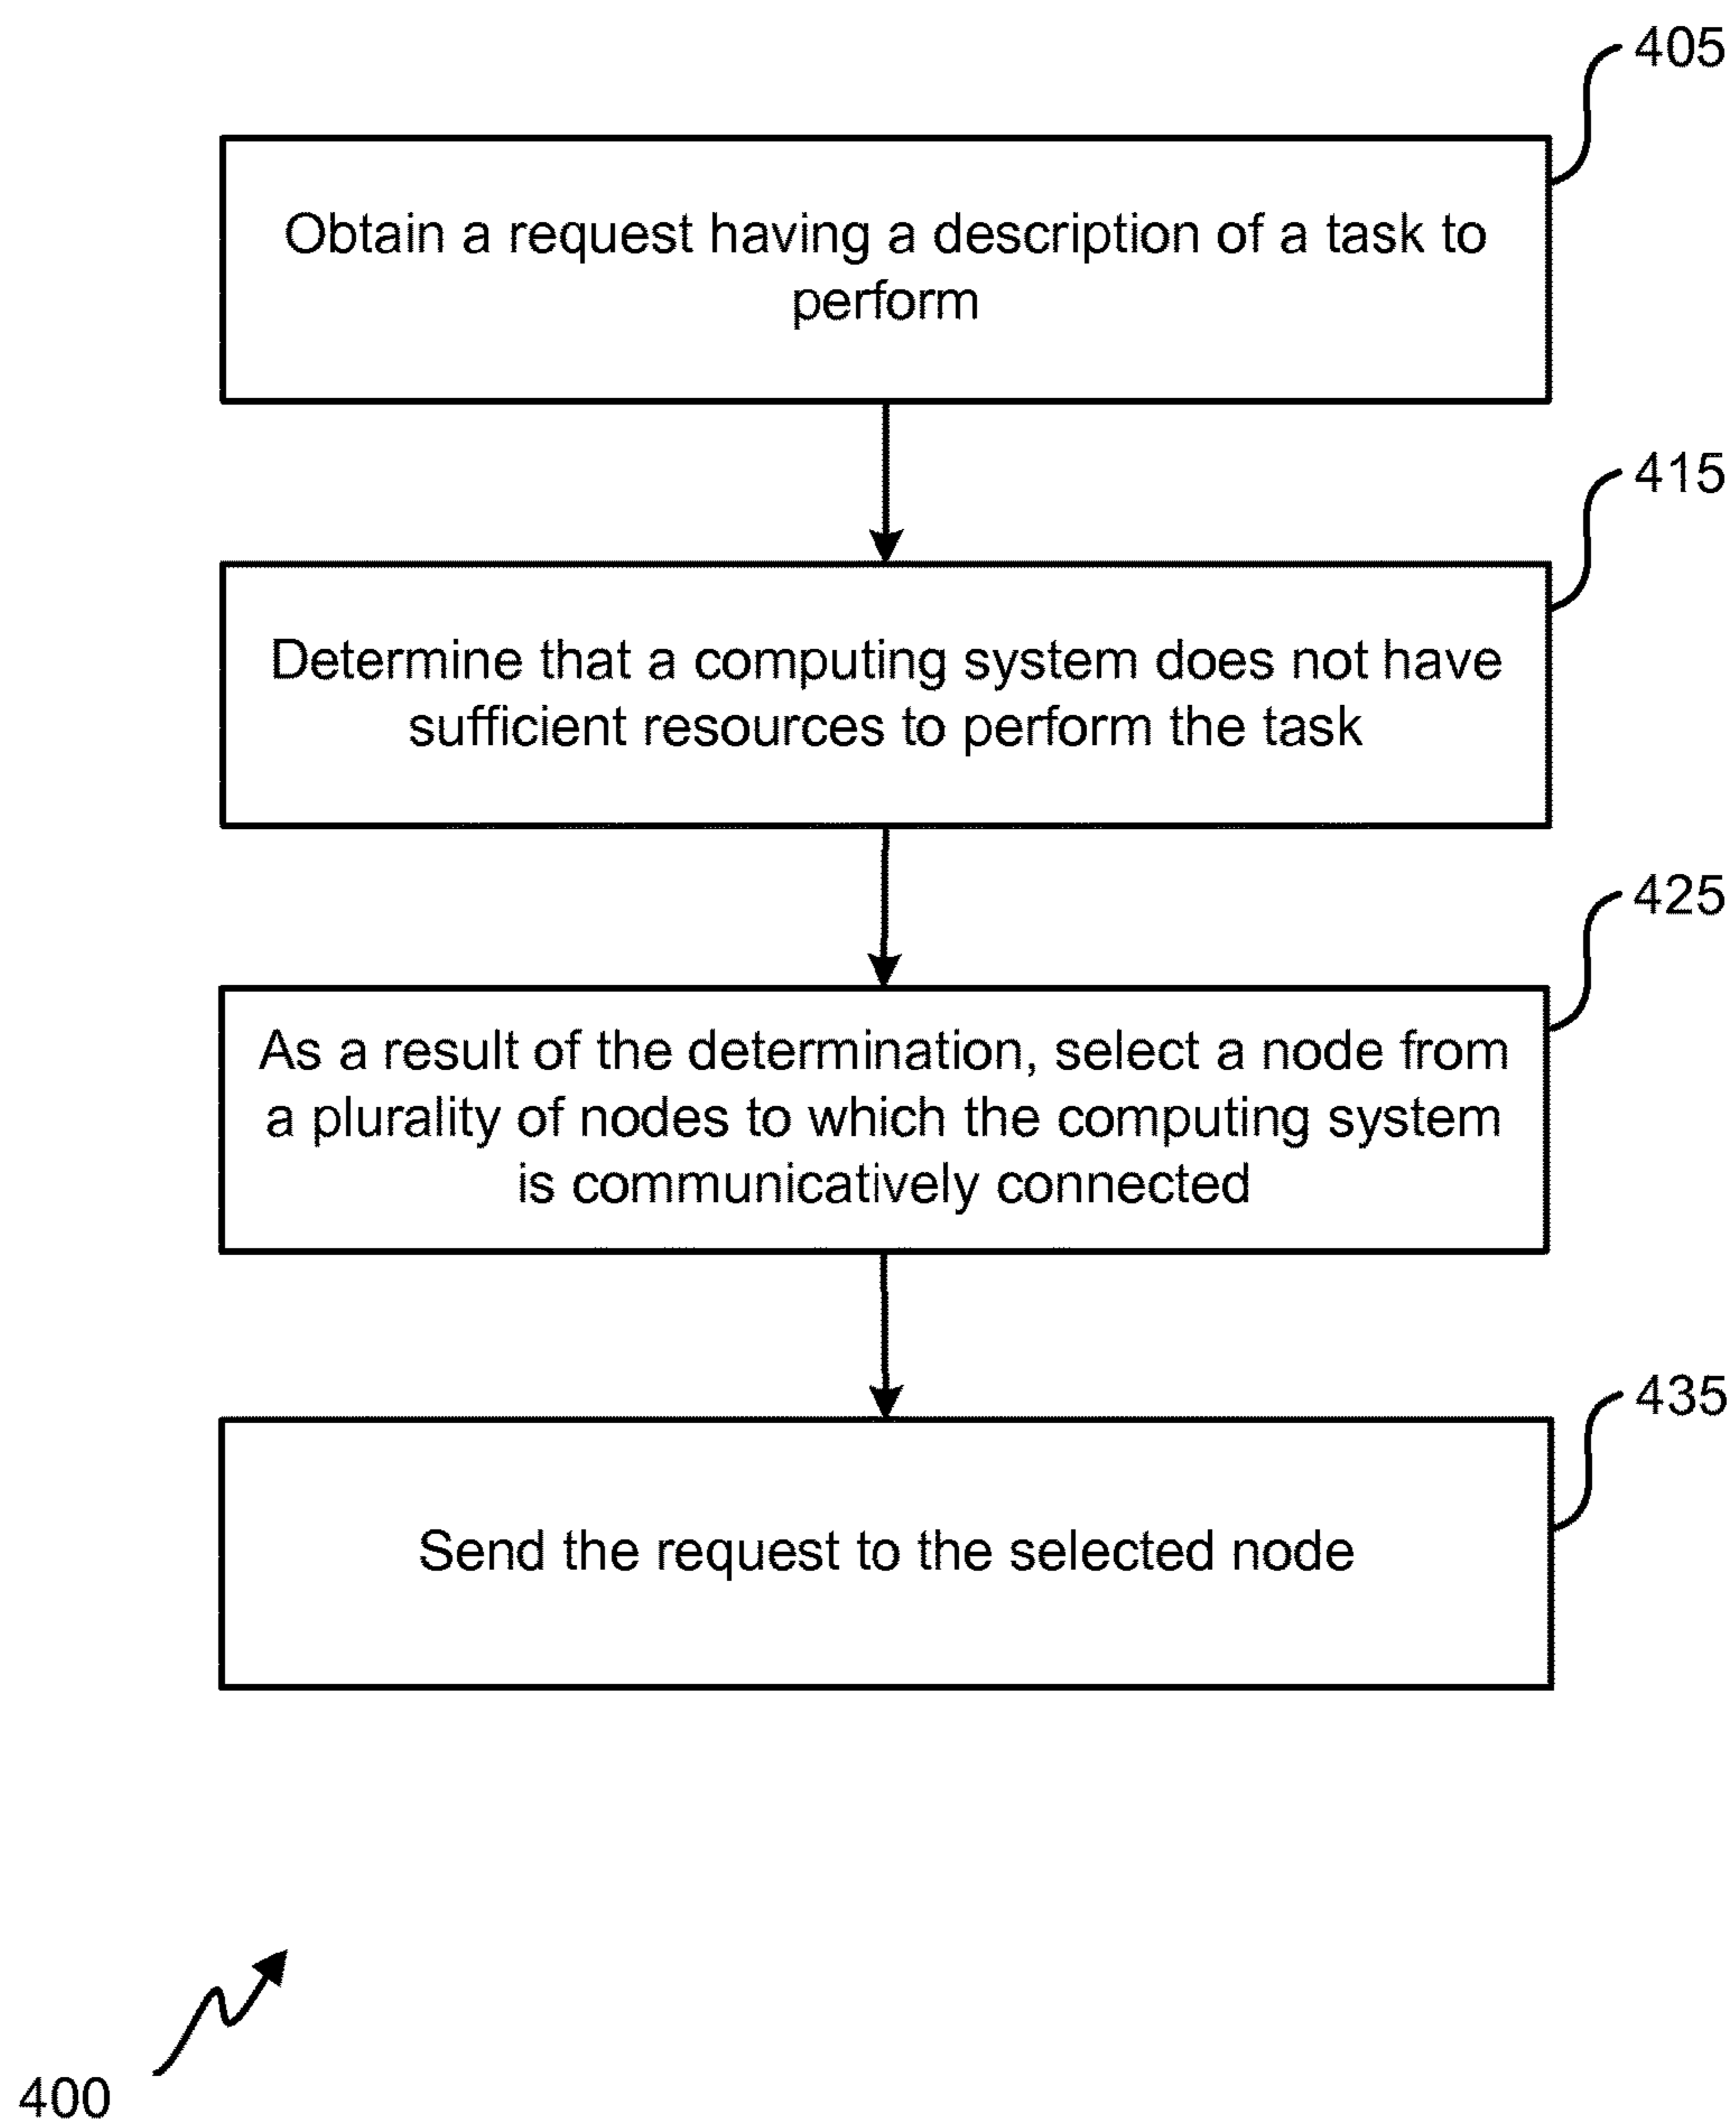 405
Obtain a request having a description of a task to
perform
415
Determine that a computing system does not have
sufficient resources to perform the task
425
As a result of the determination, select a node from
a plurality of nodes to which the computing system
is communicatively connected
435
Send the request to the selected node
400